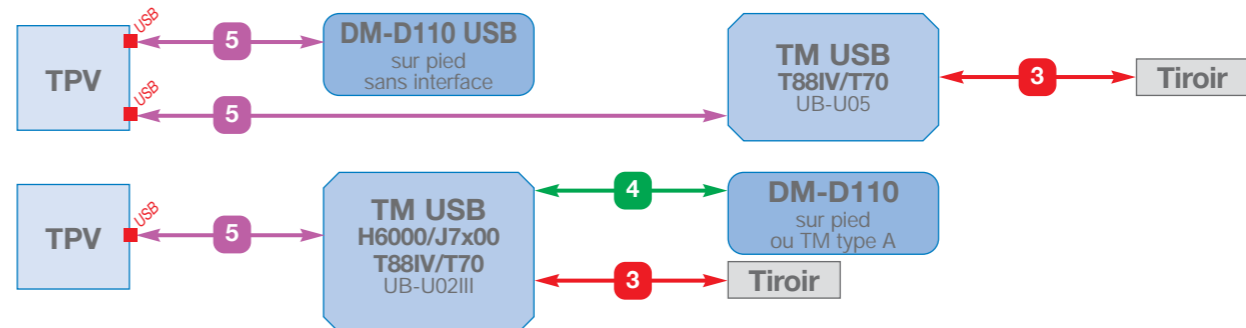 USB
5
DM-D110 USB
sur pied
sans interface
TPV
USB
5
TM USB
T88IV/T70
UB-U05
3
Tiroir
TPV
USB
5
TM USB
H6000/J7x00
T88IV/T70
UB-U02III
4
DM-D110
sur pied
ou TM type A
3
Tiroir